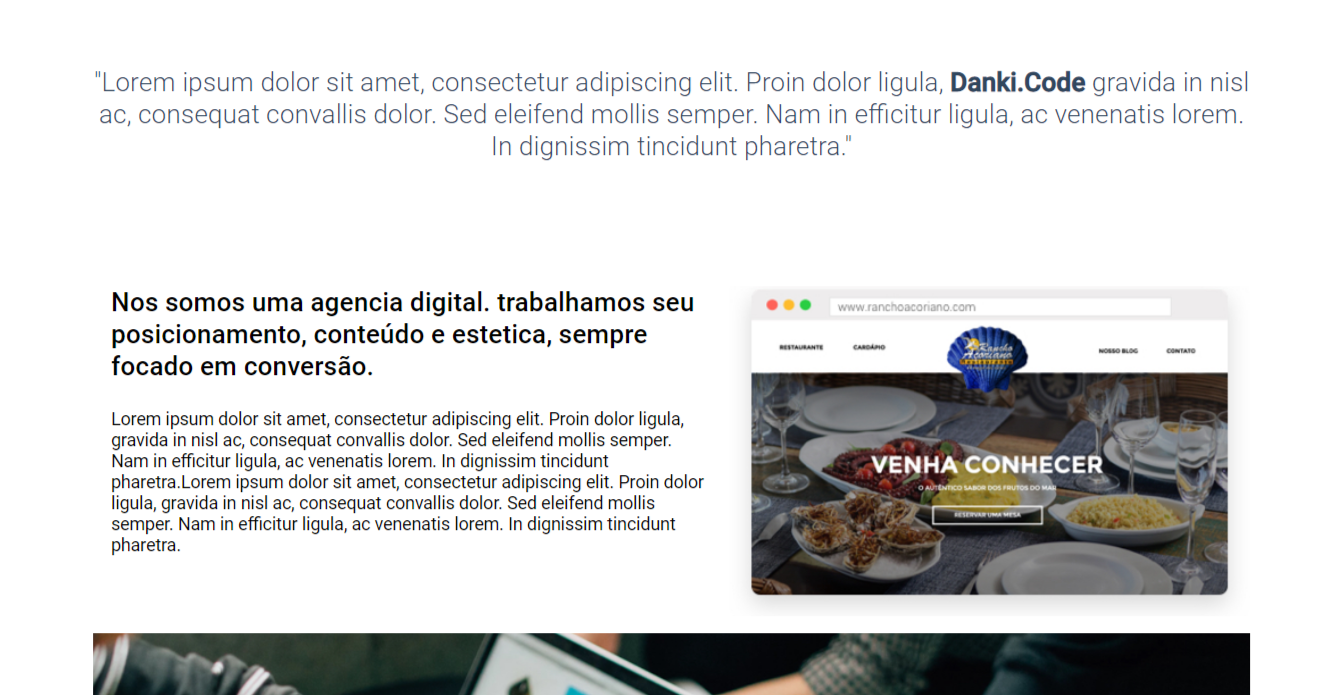 "Lorem ipsum dolor sit amet, consectetur adipiscing elit. Proin dolor ligula, Danki.Code gravida in nisl
ac, consequat convallis dolor. Sed eleifend mollis semper. Nam in efficitur ligula, ac venenatis lorem.
In dignissim tincidunt pharetra."
Nos somos uma agencia digital. trabalhamos seu
posicionamento, conteúdo e estetica, sempre
focado em conversão.
Lorem ipsum dolor sit amet, consectetur adipiscing elit. Proin dolor ligula,
gravida in nisl ac, consequat convallis dolor. Sed eleifend mollis semper.
Nam in efficitur ligula, ac venenatis lorem. In dignissim tincidunt
pharetra.Lorem ipsum dolor sit amet, consectetur adipiscing elit. Proin dolor
ligula, gravida in nisl ac, consequat convallis dolor. Sed eleifend mollis
semper. Nam in efficitur ligula, ac venenatis lorem. In dignissim tincidunt
pharetra.
www.ranchoacoriano.com
RESTAURANTE CARDÁPIO NOSSO BLOG CONTATO
Rancho
Açoriano
VENHA CONHECER
O AUTÊNTICO SABOR DOS FRUTOS DO MAR
RESERVAR UMA MESA